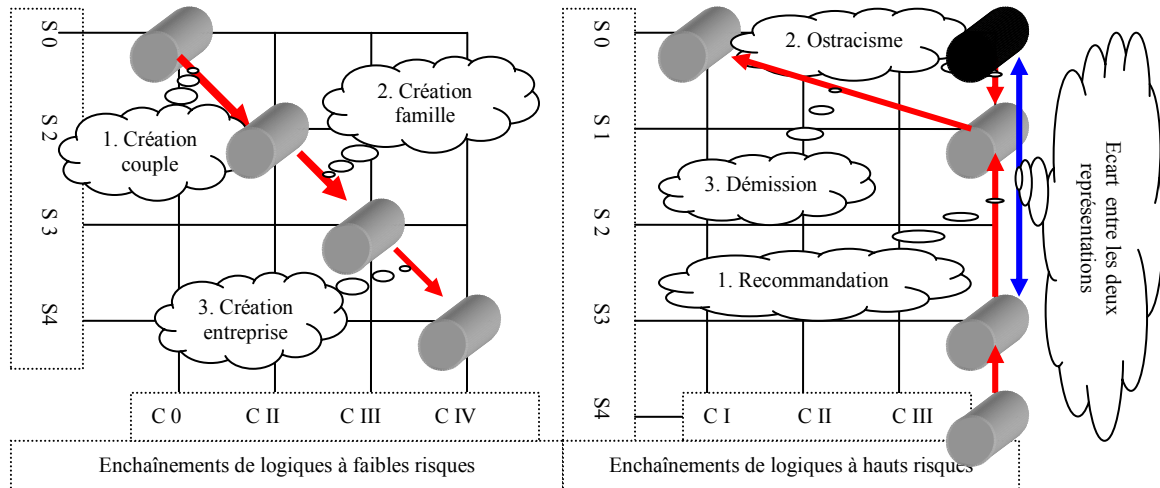 S 0
S 2
S 3
S4
1. Création
couple
2. Création
famille
3. Création
entreprise
C 0 C II C III C IV
Enchaînements de logiques à faibles risques
S 0
S 1
S 2
S3
S4
2. Ostracisme
3. Démission
1. Recommandation
Ecart entre les deux
représentations
C I C II C III
Enchaînements de logiques à hauts risques